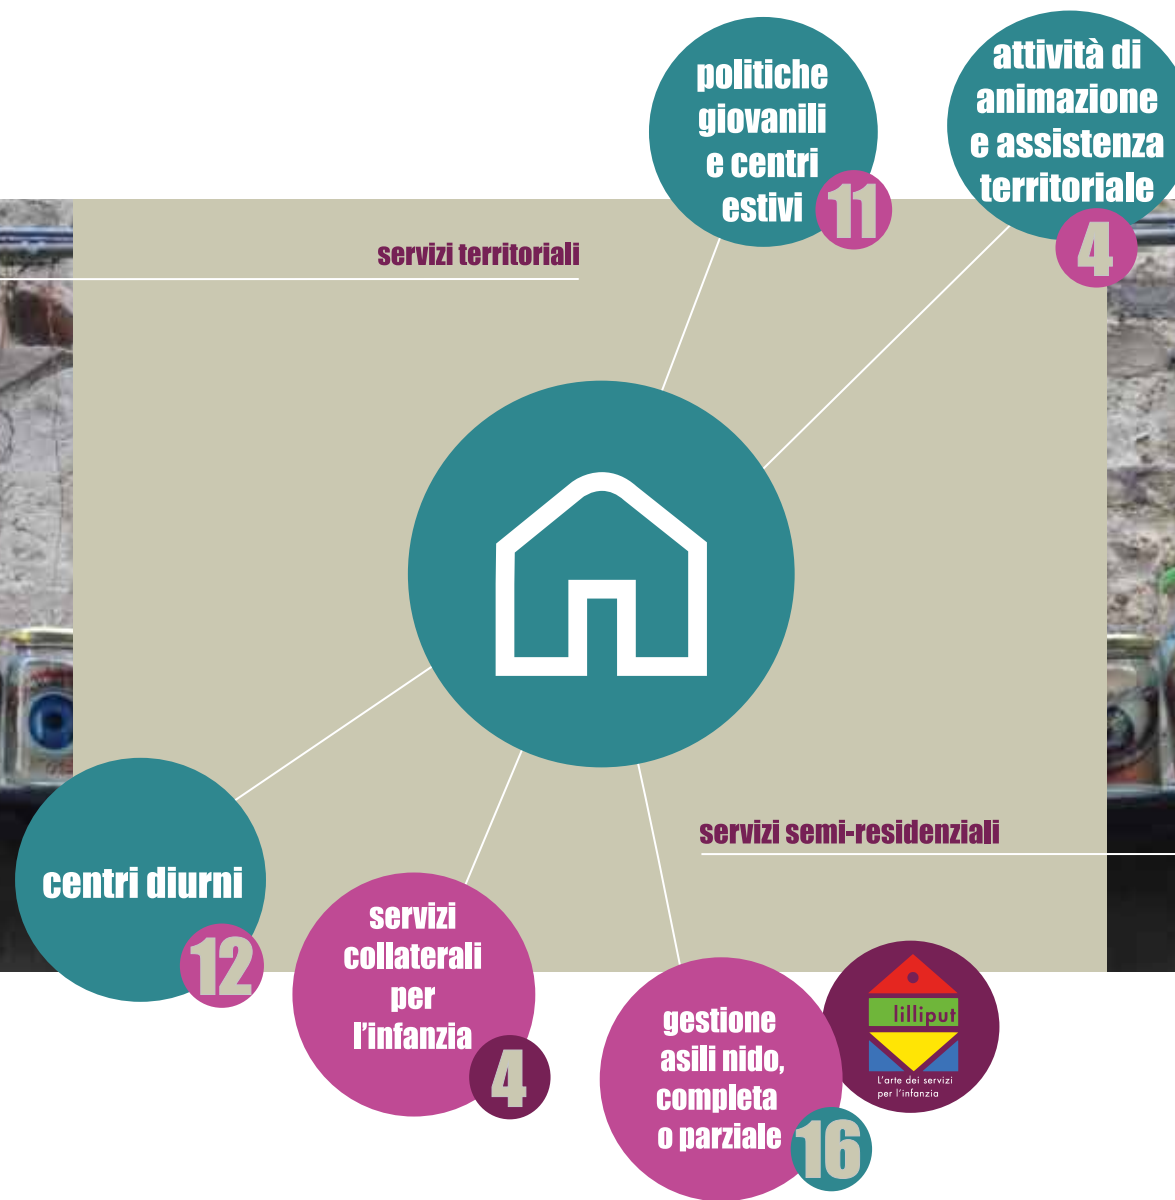 politiche
giovanili
e centri
estivi
11
attività di
animazione
e assistenza
territoriale
4
servizi territoriali
servizi semi-residenziali
centri diurni
12
servizi
collaterali
per
l'infanzia
4
gestione
asili nido,
completa
o parziale
16
lilliput
L'arte dei servizi
per l'infanzia